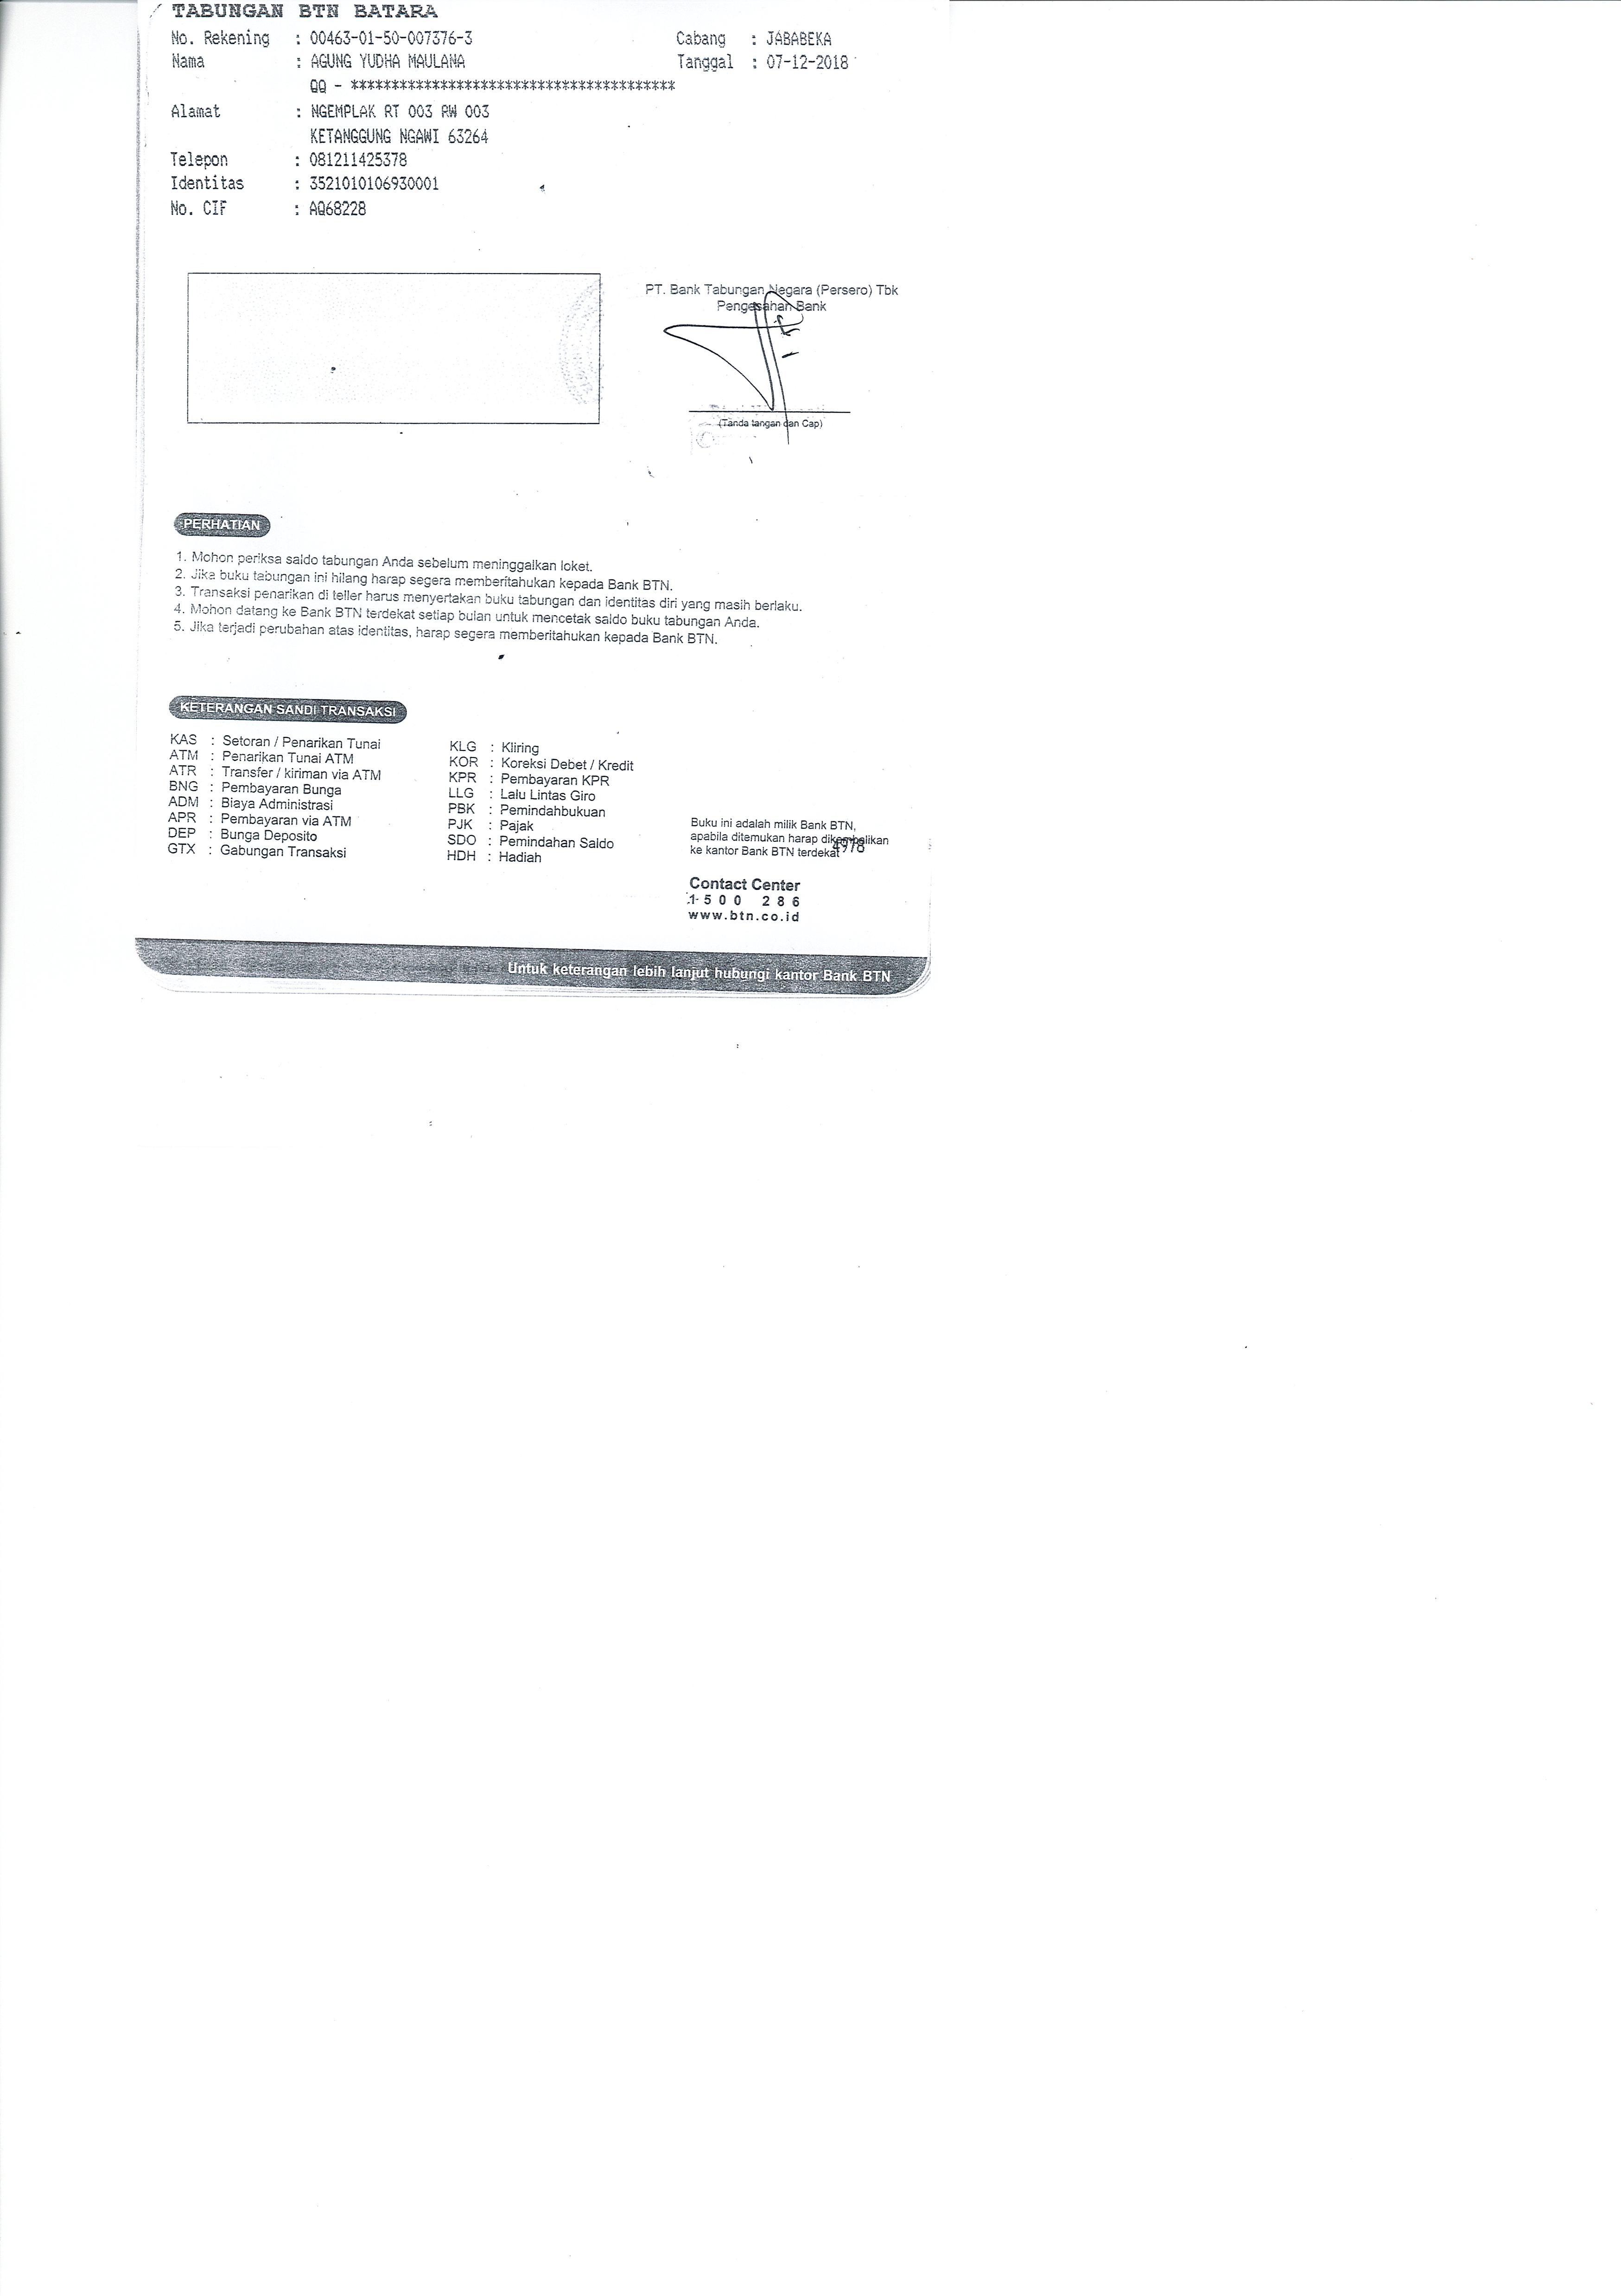 TABUNGAN BTN BATARA
No. Rekening : 00463-01-50-007376-3 Cabang : JABABEKA
Nama : AGUNG YUDHA MAULANA Tanggal : 07-12-2018
QQ - ****************************************
Alamat : NGEMPLAK RT 003 RW 003
KETANGGUNG NGAWI 63264
Telepon : 081211425378
Identitas : 3521010106930001
No. CIF : AQ68228
PT. Bank Tabungan Negara (Persero) Tbk
Pengesahan Bank
(Tanda tangan dan Cap)
PERHATIAN
1. Mohon periksa saldo tabungan Anda sebelum meninggalkan loket.
2. Jika buku tabungan ini hilang harap segera memberitahukan kepada Bank BTN.
3. Transaksi penarikan di teller harus menyertakan buku tabungan dan identitas diri yang masih berlaku.
4. Mohon datang ke Bank BTN terdekat setiap bulan untuk mencetak saldo buku tabungan Anda.
5. Jika terjadi perubahan atas identitas, harap segera memberitahukan kepada Bank BTN.
KETERANGAN SANDI TRANSAKSI
KAS : Setoran / Penarikan Tunai
ATM : Penarikan Tunai ATM
ATR : Transfer / kiriman via ATM
BNG : Pembayaran Bunga
ADM : Biaya Administrasi
APR : Pembayaran via ATM
DEP : Bunga Deposito
GTX : Gabungan Transaksi
KLG : Kliring
KOR : Koreksi Debet / Kredit
KPR : Pembayaran KPR
LLG : Lalu Lintas Giro
PBK : Pemindahbukuan
PJK : Pajak
SDO : Pemindahan Saldo
HDH : Hadiah
Buku ini adalah milik Bank BTN,
apabila ditemukan harap dikembalikan
ke kantor Bank BTN terdekat
4978
Contact Center
1 5 0 0 2 8 6
www.btn.co.id
Untuk keterangan lebih lanjut hubungi kantor Bank BTN